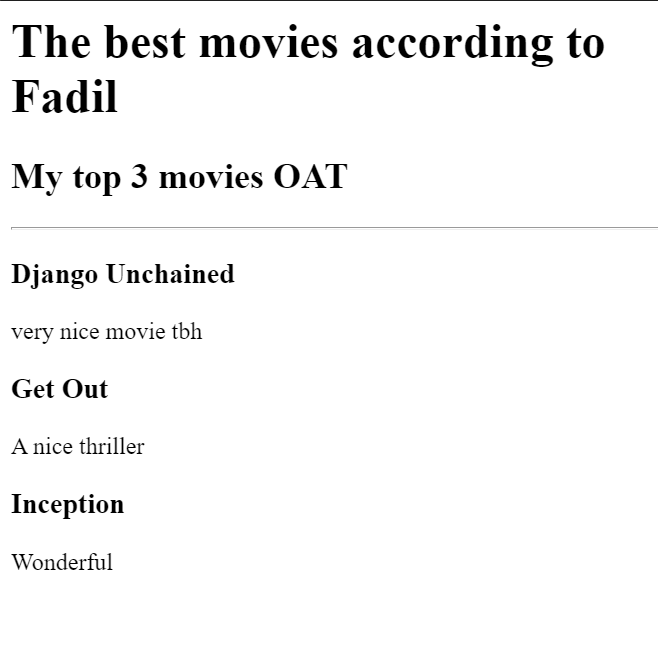 The best movies according to
Fadil
My top 3 movies OAT
Django Unchained
very nice movie tbh
Get Out
A nice thriller
Inception
Wonderful